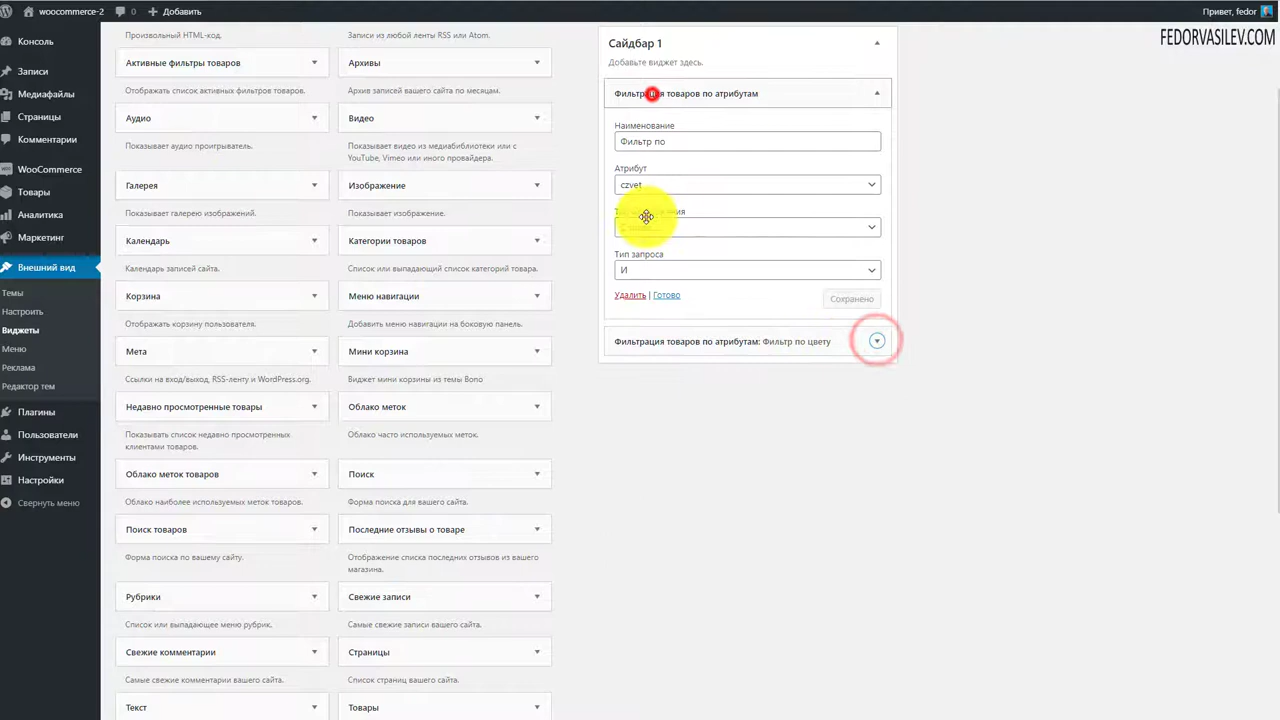 woocommerce-2
0
Добавить
Привет, fedor
FEDORVASILEV.COM
Консоль
Записи
Медиафайлы
Страницы
Комментарии
WooCommerce
Товары
Аналитика
Маркетинг
Внешний вид
Темы
Настроить
Виджеты
Меню
Реклама
Редактор тем
Плагины
Пользователи
Инструменты
Настройки
Свернуть меню
Произвольный HTML-код.
Записи из любой ленты RSS или Atom.
Активные фильтры товаров
Архивы
Отображать список активных фильтров товаров.
Архив записей вашего сайта по месяцам.
Аудио
Видео
Показывает аудио проигрыватель.
Показывает видео из медиабиблиотеки или с
YouTube, Vimeo или иного провайдера.
Галерея
Изображение
Показывает галерею изображений.
Показывает изображение.
Календарь
Категории товаров
Календарь записей сайта.
Список или выпадающий список категорий товара.
Корзина
Меню навигации
Отображать корзину пользователя.
Добавить меню навигации на боковую панель.
Мета
Мини корзина
Ссылки на вход/выход, RSS-ленту и WordPress.org.
Виджет мини корзины из темы Bono
Недавно просмотренные товары
Облако меток
Показывать список недавно просмотренных
клиентами товаров.
Облако часто используемых меток.
Облако меток товаров
Поиск
Облако наиболее используемых меток товаров.
Форма поиска для вашего сайта.
Поиск товаров
Последние отзывы о товаре
Форма поиска по вашему сайту.
Отображение списка последних отзывов из вашего
магазина.
Рубрики
Свежие записи
Список или выпадающее меню рубрик.
Самые свежие записи вашего сайта.
Свежие комментарии
Страницы
Самые свежие комментарии вашего сайта.
Список страниц вашего сайта.
Текст
Товары
Сайдбар 1
Добавьте виджет здесь.
Фильтрация товаров по атрибутам
Наименование
Фильтр по
Атрибут
czvet
Тип запроса
И
Удалить | Готово
Сохранено
Фильтрация товаров по атрибутам: Фильтр по цвету